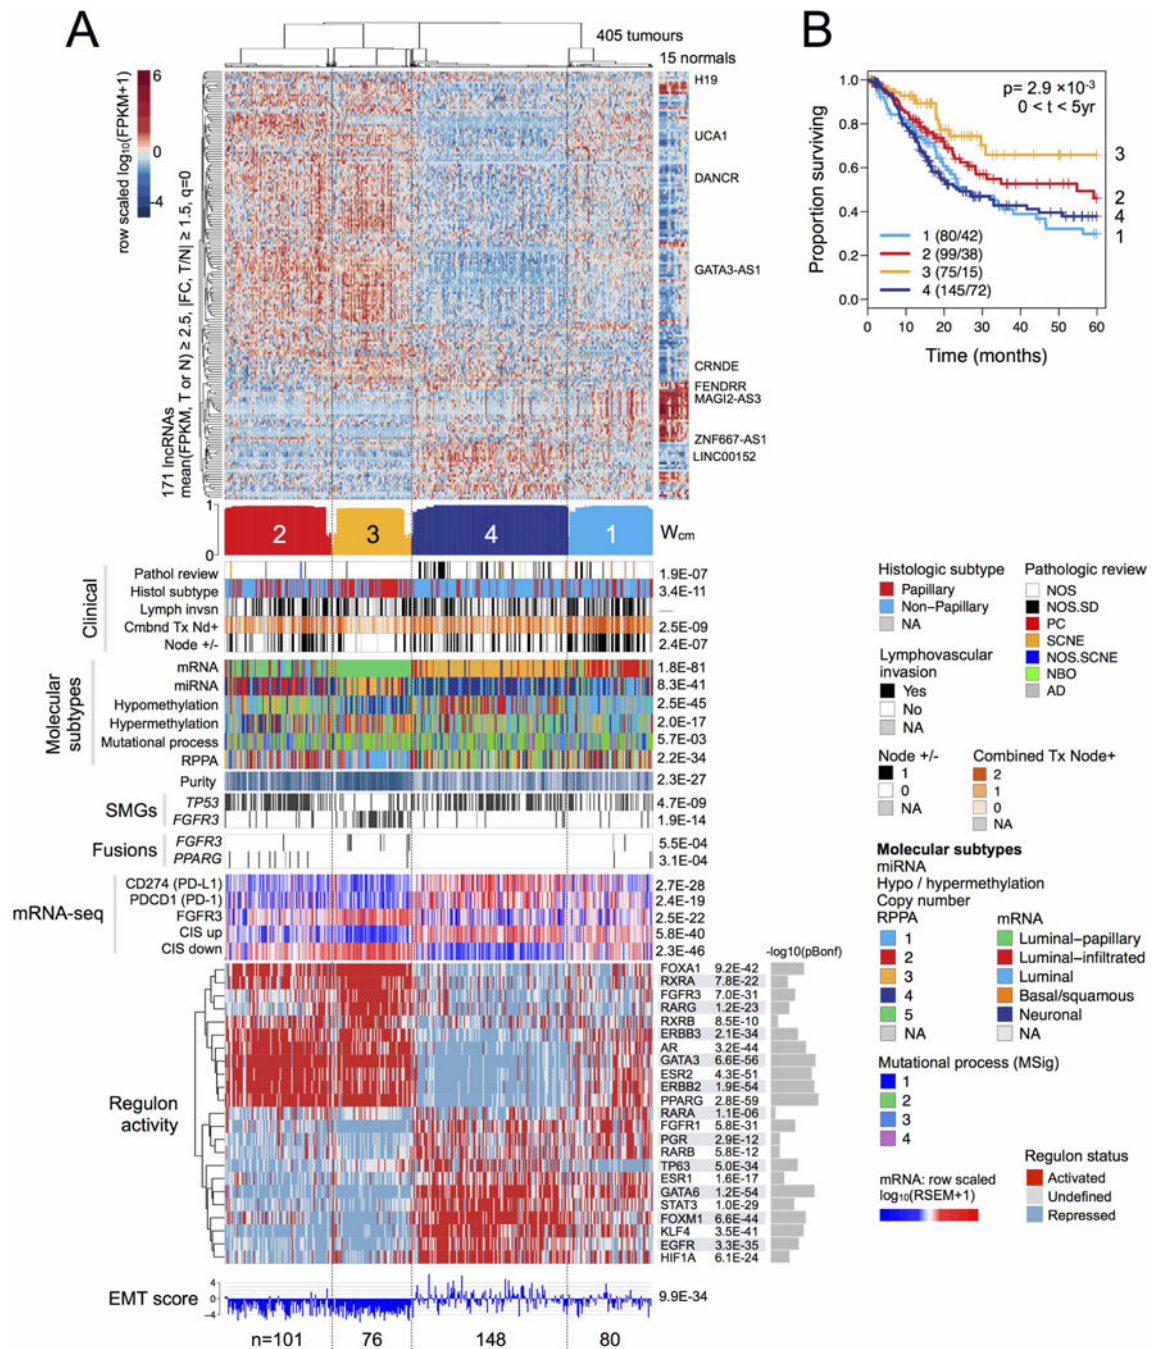 A
405 tumours
15 normals
6
0
-4
row scaled log10(FPKM+1)
171 lncRNAs
mean(FPKM, T or N) ≥ 2.5, |FC, T/N| ≥ 1.5, q=0
H19
UCA1
DANCR
GATA3-AS1
CRNDE
FENDRR
MAGI2-AS3
ZNF667-AS1
LINC00152
1
0
2
3
4
1
Wcm
Clinical
Pathol review 1.9E-07
Histol subtype 3.4E-11
Lymph invsn —
Cmbnd Tx Nd+ 2.5E-09
Node +/- 2.4E-07
Molecular
subtypes
mRNA 1.8E-81
miRNA 8.3E-41
Hypomethylation 2.5E-45
Hypermethylation 2.0E-17
Mutational process 5.7E-03
RPPA 2.2E-34
Purity 2.3E-27
SMGs
TP53 4.7E-09
FGFR3 1.9E-14
Fusions
FGFR3 5.5E-04
PPARG 3.1E-04
mRNA-seq
CD274 (PD-L1) 2.7E-28
PDCD1 (PD-1) 2.4E-19
FGFR3 2.5E-22
CIS up 5.8E-40
CIS down 2.3E-46
-log10(pBonf)
Regulon
activity
FOXA1 9.2E-42
RXRA 7.8E-22
FGFR3 7.0E-31
RARG 1.2E-23
RXRB 8.5E-10
ERBB3 2.1E-34
AR 3.2E-44
GATA3 6.6E-56
ESR2 4.3E-51
ERBB2 1.9E-54
PPARG 2.8E-59
RARA 1.1E-06
FGFR1 5.8E-31
PGR 2.9E-12
RARB 5.8E-12
TP63 5.0E-34
ESR1 1.6E-17
GATA6 1.2E-54
STAT3 1.0E-29
FOXM1 6.6E-44
KLF4 3.5E-41
EGFR 3.3E-35
HIF1A 6.1E-24
EMT score
4
0
−4
9.9E-34
n=101 76 148 80
B
Proportion surviving
1.0
0.8
0.6
0.4
0.2
0.0
p= 2.9 ×10-3
0 < t < 5yr
3
2
4
1
1 (80/42)
2 (99/38)
3 (75/15)
4 (145/72)
0 10 20 30 40 50 60
Time (months)
Histologic subtype
Papillary
Non−Papillary
NA
Lymphovascular
invasion
Yes
No
NA
Pathologic review
NOS
NOS.SD
PC
SCNE
NOS.SCNE
NBO
AD
Node +/-
1
0
NA
Combined Tx Node+
2
1
0
NA
Molecular subtypes
miRNA
Hypo / hypermethylation
Copy number
RPPA
1
2
3
4
5
NA
mRNA
Luminal−papillary
Luminal−infiltrated
Luminal
Basal/squamous
Neuronal
NA
Mutational process (MSig)
1
2
3
4
mRNA: row scaled
log10(RSEM+1)
Regulon status
Activated
Undefined
Repressed